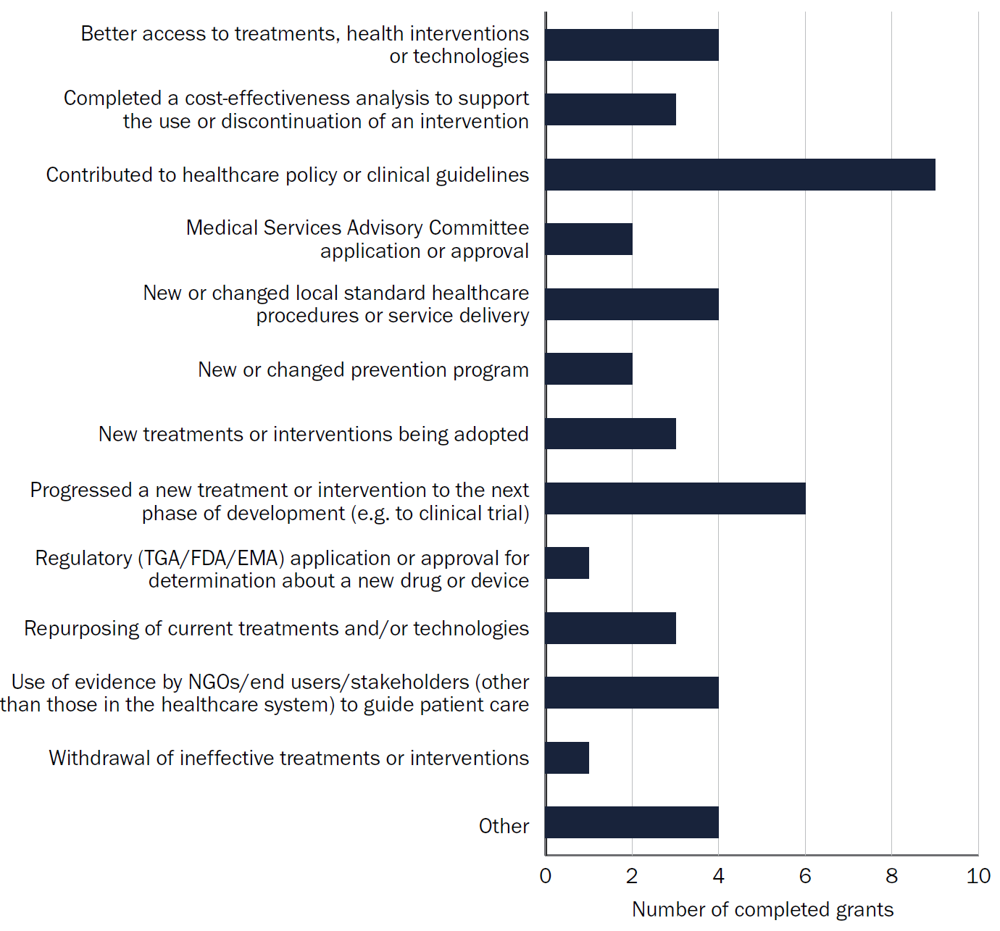 Better access to treatments, health interventions
or technologies
Completed a cost-effectiveness analysis to support
the use or discontinuation of an intervention
Contributed to healthcare policy or clinical guidelines
Medical Services Advisory Committee
application or approval
New or changed local standard healthcare
procedures or service delivery
New or changed prevention program
New treatments or interventions being adopted
Progressed a new treatment or intervention to the next
phase of development (e.g. to clinical trial)
Regulatory (TGA/FDA/EMA) application or approval for
determination about a new drug or device
Repurposing of current treatments and/or technologies
Use of evidence by NGOs/end users/stakeholders (other
than those in the healthcare system) to guide patient care
Withdrawal of ineffective treatments or interventions
Other
0 2 4 6 8 10
Number of completed grants